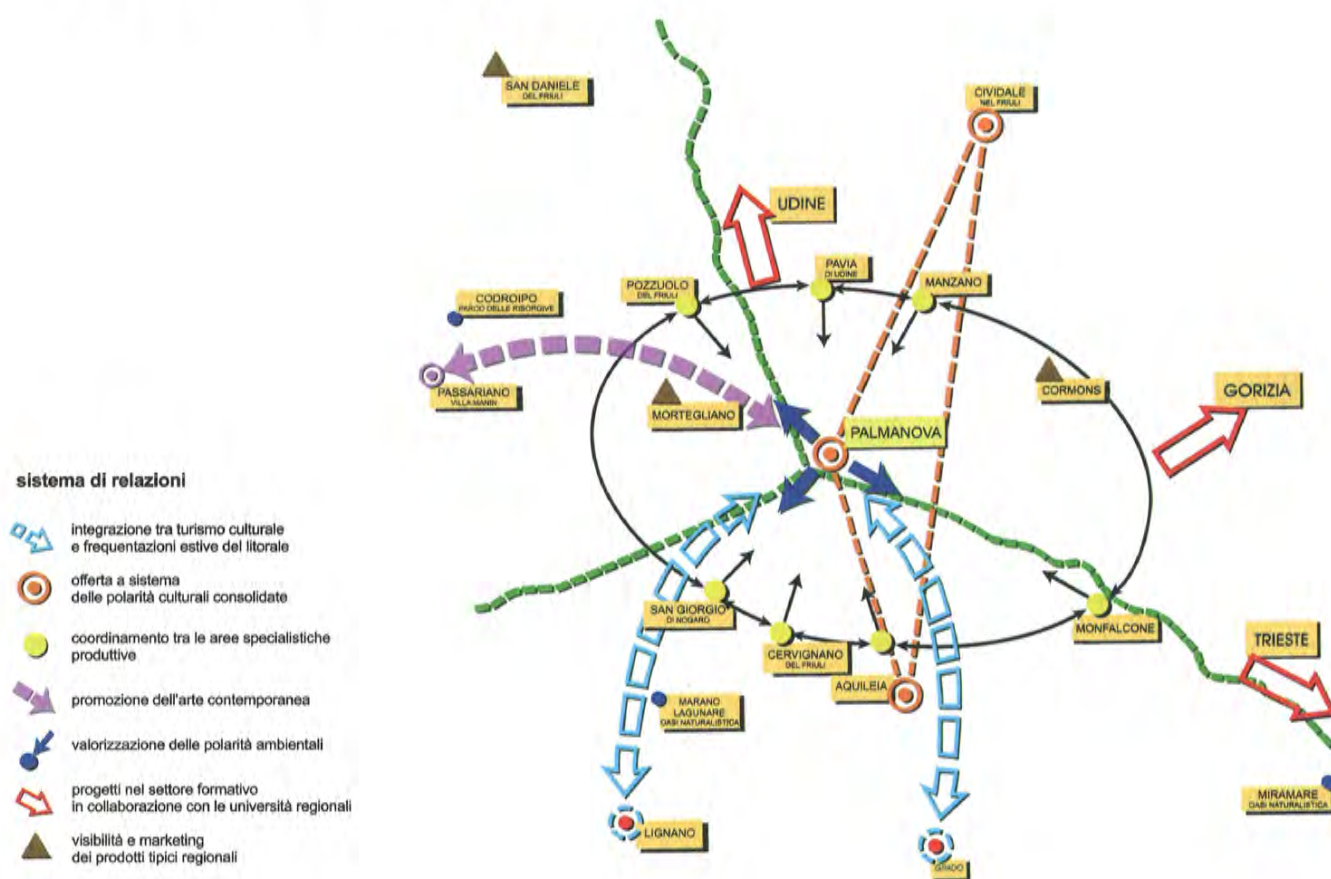 SAN DANIELE
DEL FRIULI
CIVIDALE
NEL FRIULI
UDINE
PAVIA
DI UDINE
POZZUOLO
DEL FRIULI
MANZANO
CODROIPO
PARCO DELLE RISORGIVE
PASSARIANO
VILLA MANIN
MORTEGLIANO
CORMONS
GORIZIA
PALMANOVA
sistema di relazioni
integrazione tra turismo culturale
e frequentazioni estive del litorale
offerta a sistema
delle polarità culturali consolidate
coordinamento tra le aree specialistiche
produttive
promozione dell'arte contemporanea
valorizzazione delle polarità ambientali
progetti nel settore formativo
in collaborazione con le università regionali
visibilità e marketing
dei prodotti tipici regionali
SAN GIORGIO
DI NOGARO
CERVIGNANO
DEL FRIULI
MONFALCONE
TRIESTE
AQUILEIA
MARANO
LAGUNARE
OASI NATURALISTICA
MIRAMARE
OASI NATURALISTICA
LIGNANO
GRADO